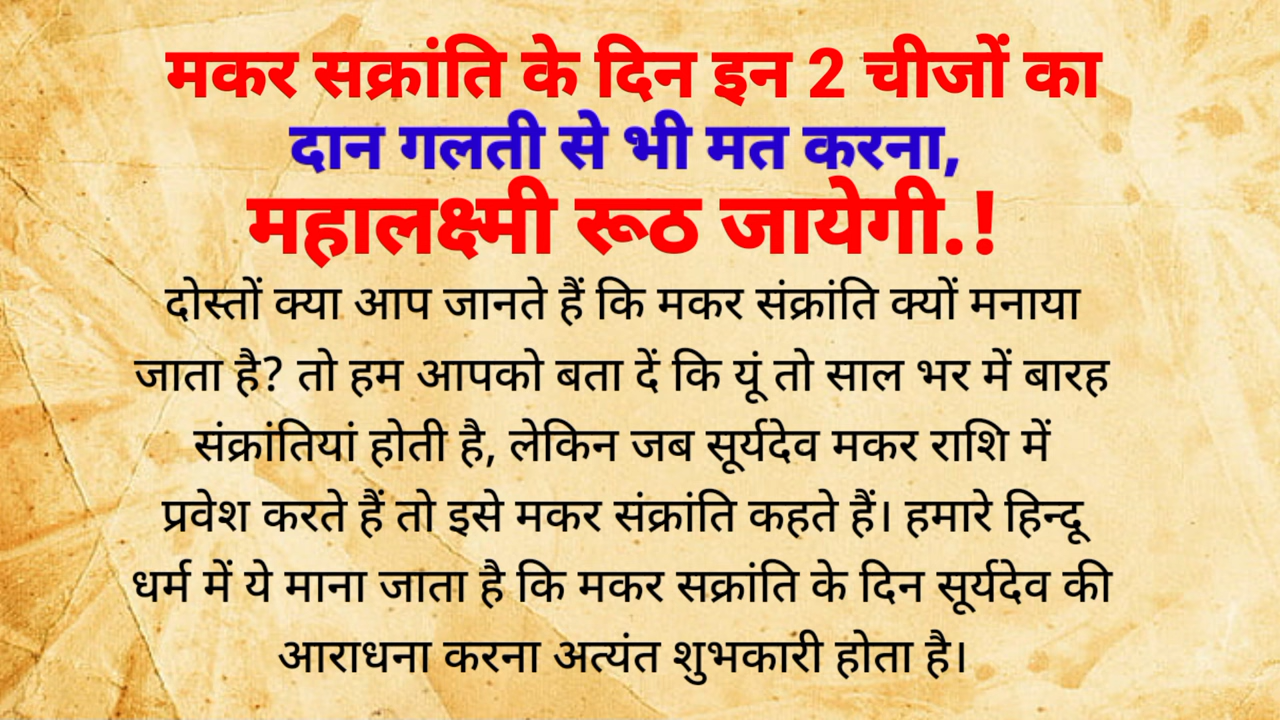 मकर सक्रांति के दिन इन 2 चीजों का
दान गलती से भी मत करना,
महालक्ष्मी रूठ जायेगी.!
दोस्तों क्या आप जानते हैं कि मकर संक्रांति क्यों मनाया
जाता है? तो हम आपको बता दें कि यूं तो साल भर में बारह
संक्रांतियां होती है, लेकिन जब सूर्यदेव मकर राशि में
प्रवेश करते हैं तो इसे मकर संक्रांति कहते हैं। हमारे हिन्दू
धर्म में ये माना जाता है कि मकर सक्रांति के दिन सूर्यदेव की
आराधना करना अत्यंत शुभकारी होता है।